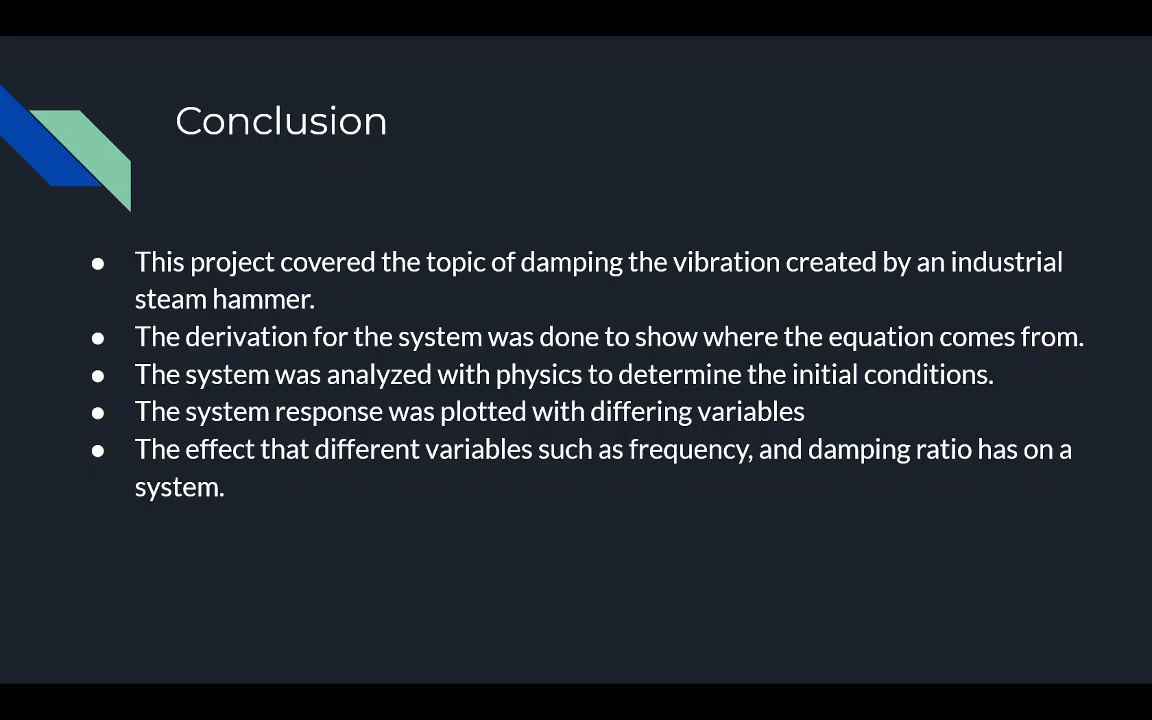 Conclusion
● This project covered the topic of damping the vibration created by an industrial
steam hammer.
● The derivation for the system was done to show where the equation comes from.
● The system was analyzed with physics to determine the initial conditions.
● The system response was plotted with differing variables
● The effect that different variables such as frequency, and damping ratio has on a
system.